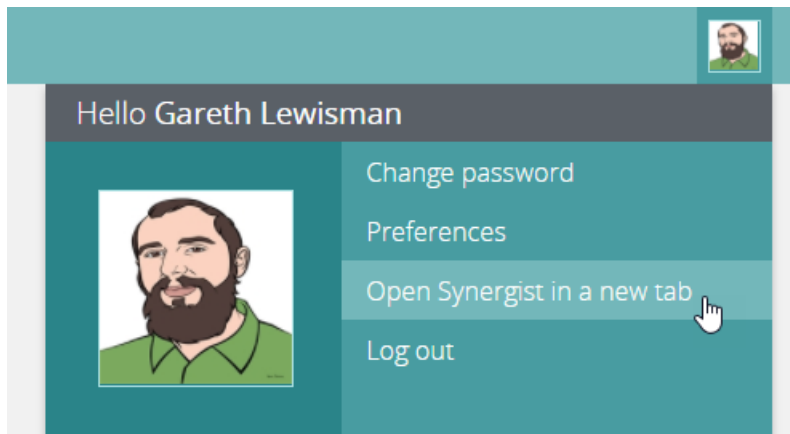 Hello Gareth Lewisman
Change password
Preferences
Open Synergist in a new tab
Log out